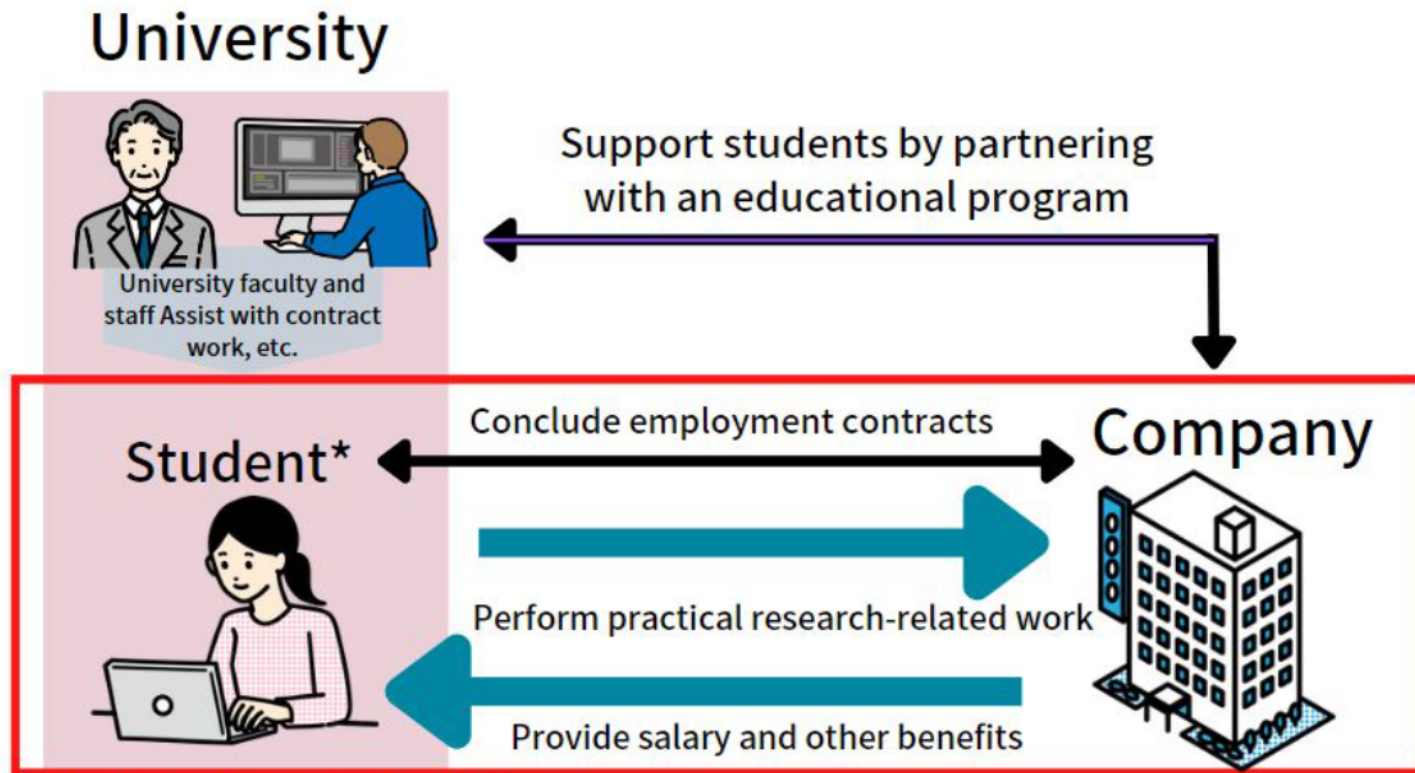 University
Support students by partnering
with an educational program
University faculty and
staff Assist with contract
work, etc.
Conclude employment contracts
Student*
Company
Perform practical research-related work
Provide salary and other benefits